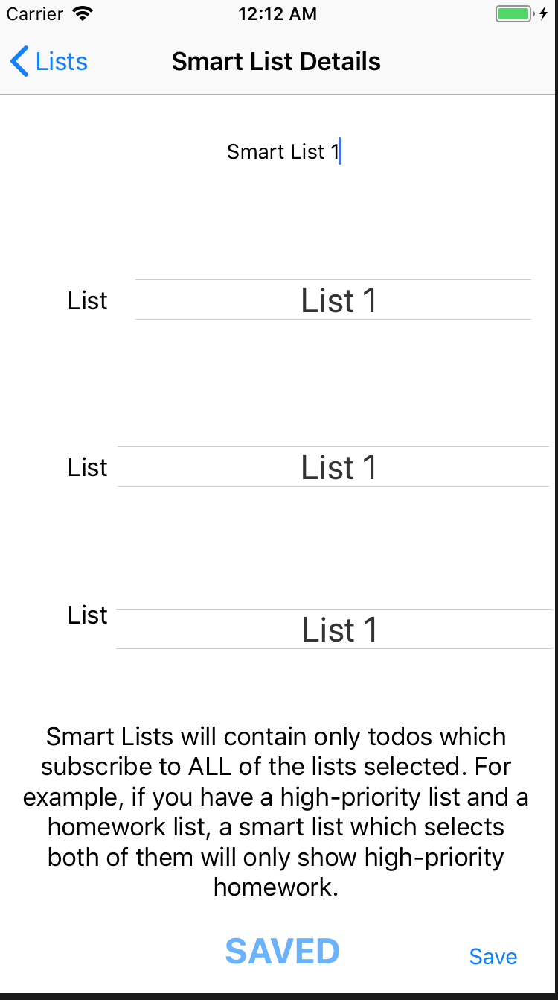 Carrier 12:12 AM
Lists Smart List Details
Smart List 1
List List 1
List List 1
List List 1
Smart Lists will contain only todos which
subscribe to ALL of the lists selected. For
example, if you have a high-priority list and a
homework list, a smart list which selects
both of them will only show high-priority
homework.
SAVED Save